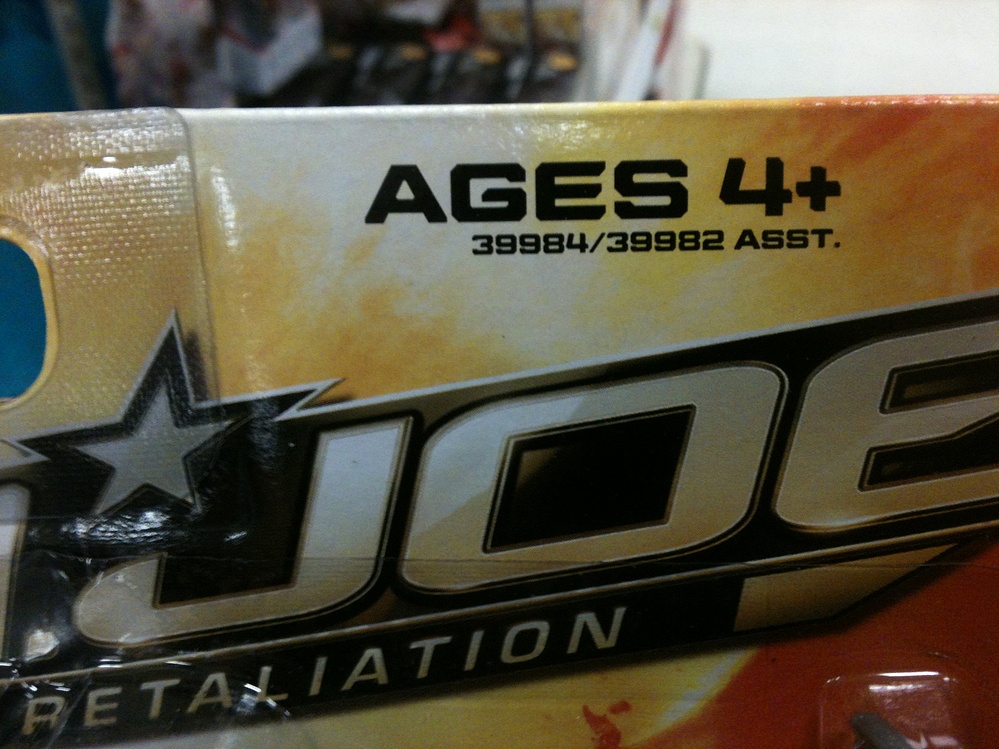 AGES 4+
39984/39982 ASST.
JOE
RETALIATION